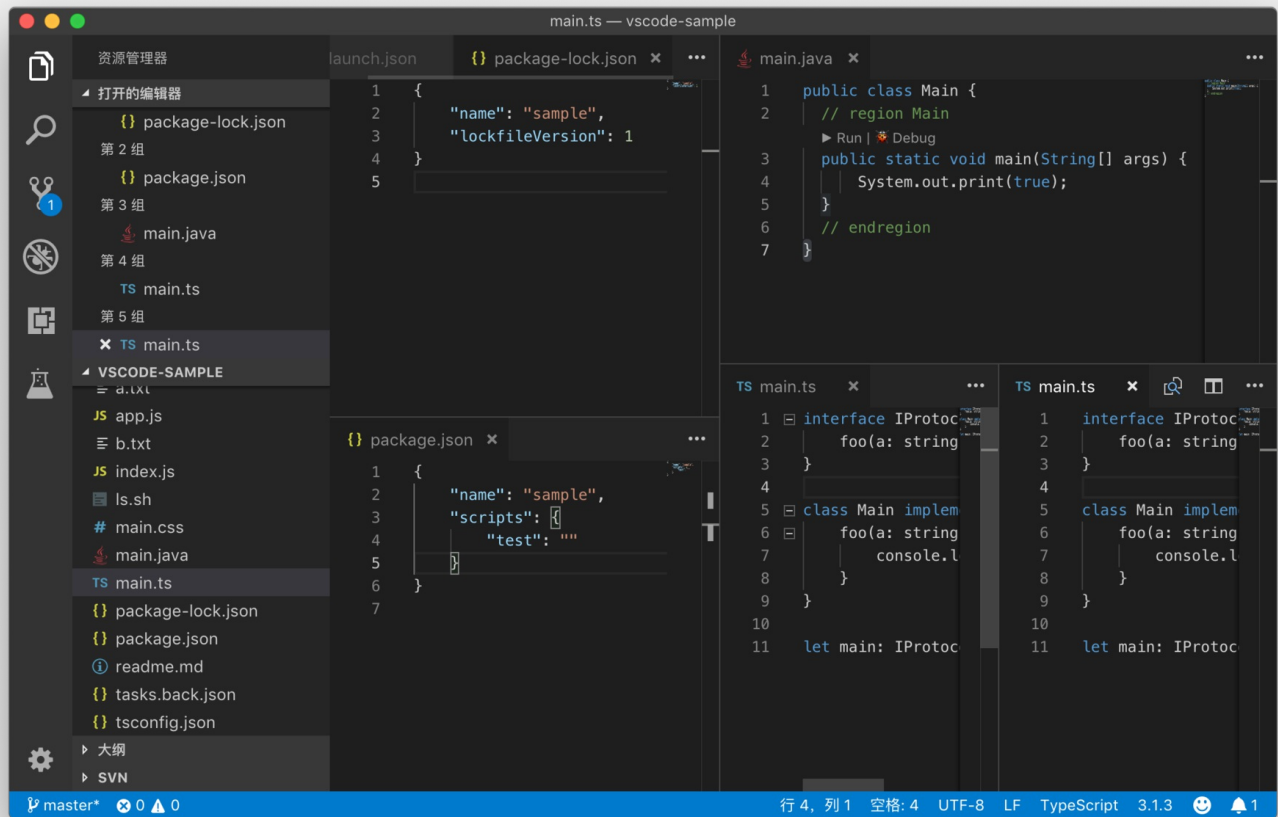 main.ts — vscode-sample
资源管理器
打开的编辑器
{} package-lock.json
第 2 组
{} package.json
第 3 组
main.java
第 4 组
TS main.ts
第 5 组
TS main.ts
VSCODE-SAMPLE
a.txt
JS app.js
b.txt
JS index.js
ls.sh
# main.css
main.java
TS main.ts
{} package-lock.json
{} package.json
readme.md
{} tasks.back.json
{} tsconfig.json
大纲
SVN
launch.json {} package-lock.json
1 {
2 "name": "sample",
3 "lockfileVersion": 1
4 }
5
{} package.json
1 {
2 "name": "sample",
3 "scripts": {
4 "test": ""
5 }
6 }
7
main.java
1 public class Main {
2 // region Main
Run | Debug
3 public static void main(String[] args) {
4 System.out.print(true);
5 }
6 // endregion
7 }
TS main.ts
1 interface IProtoc
2 foo(a: string
3 }
4
5 class Main implem
6 foo(a: string
7 console.l
8 }
9 }
10
11 let main: IProtoc
TS main.ts
1 interface IProtoc
2 foo(a: string
3 }
4
5 class Main implem
6 foo(a: string
7 console.l
8 }
9 }
10
11 let main: IProtoc
1
master* 0 0 行 4，列 1 空格: 4 UTF-8 LF TypeScript 3.1.3 1